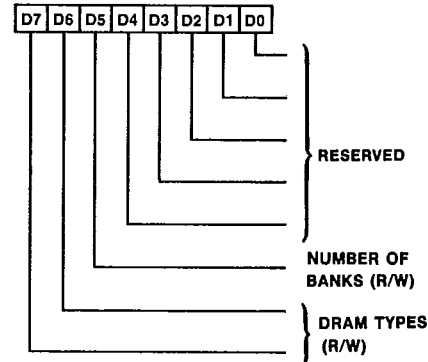 D7 D6 D5 D4 D3 D2 D1 D0
RESERVED
NUMBER OF
BANKS (R/W)
DRAM TYPES
(R/W)